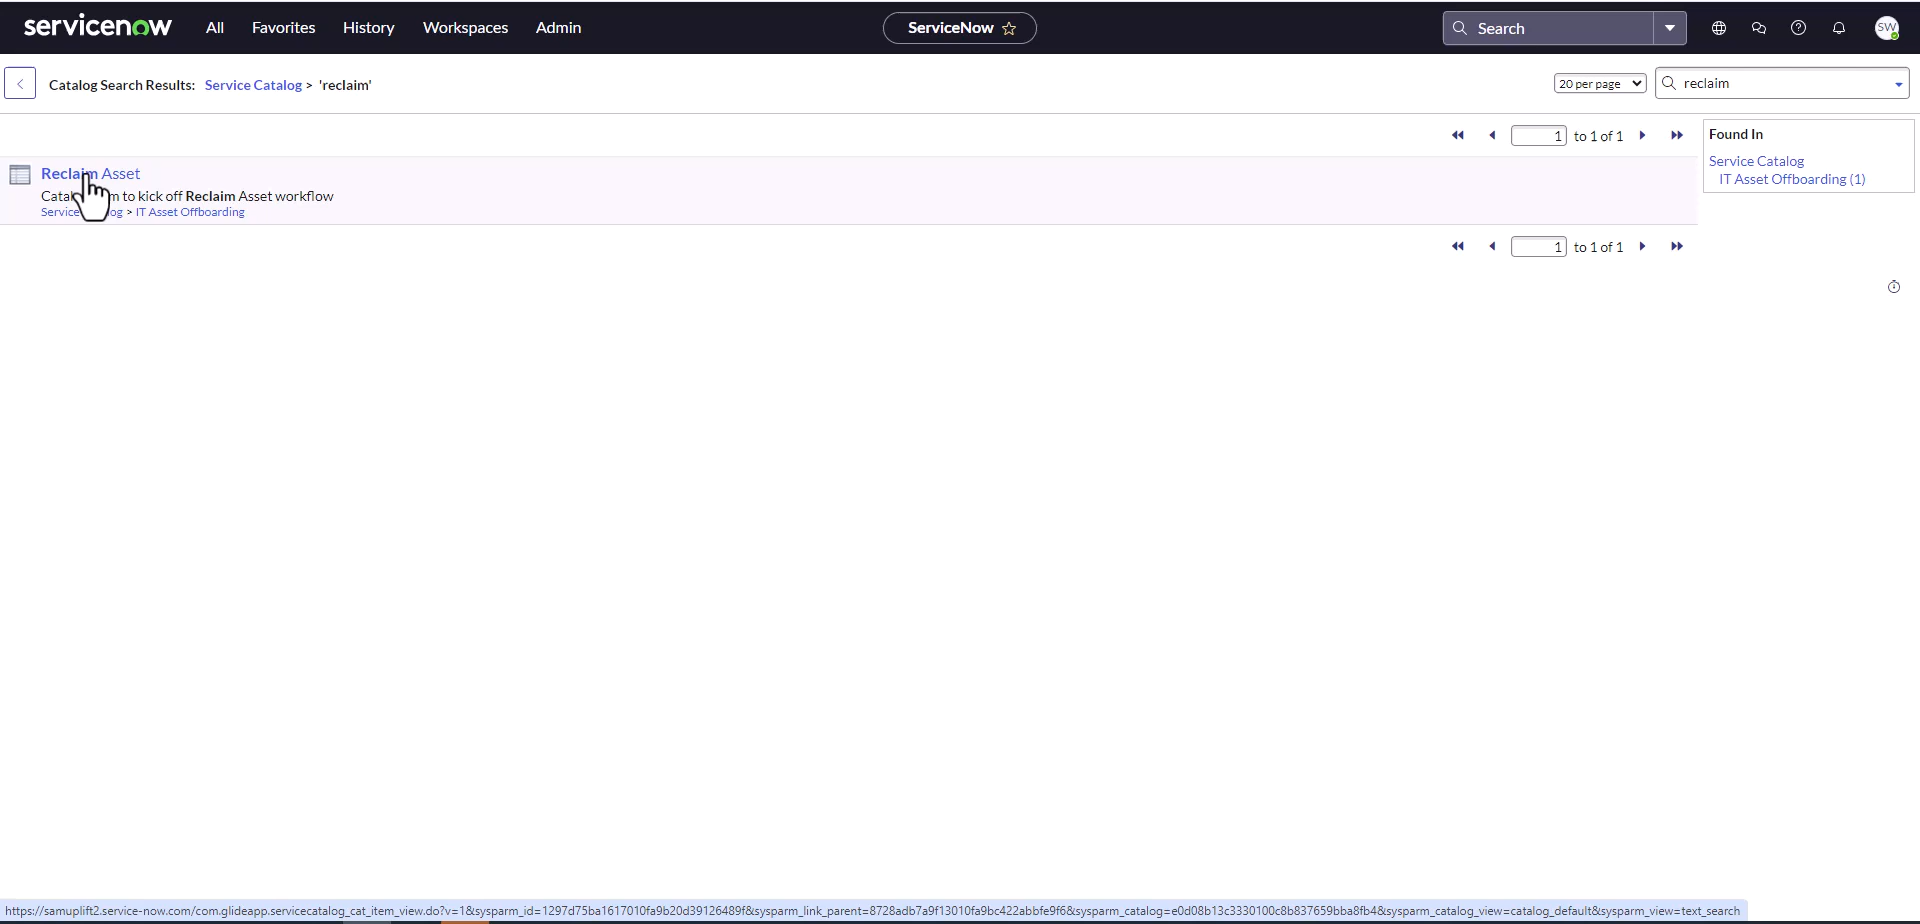 servicenow All Favorites History Workspaces Admin ServiceNow Search SW
Catalog Search Results: Service Catalog > 'reclaim' 20 per page reclaim
1 to 1 of 1
Found In
Service Catalog
IT Asset Offboarding (1)
Reclaim Asset
to kick off Reclaim Asset workflow
Service > IT Asset Offboarding
1 to 1 of 1
https://samuplift2.service-now.com/com.glideapp.servicecatalog_cat_item_view.do?v=1&sysparm_id=1297d75ba1617010fa9b20d39126489f&sysparm_link_parent=8728adb7a9f13010fa9bc422abbfe9f6&sysparm_catalog=e0d08b13c3330100c8b837659bba8fb4&sysparm_catalog_view=catalog_default&sysparm_view=text_search